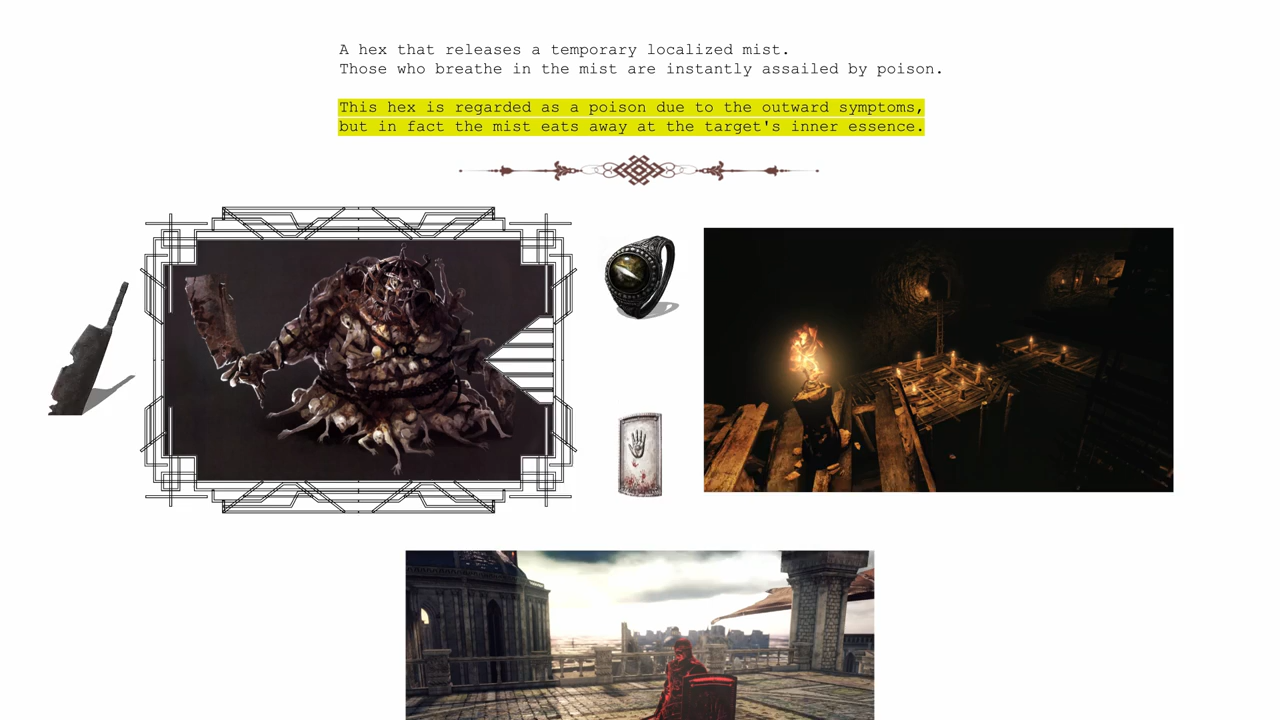 A hex that releases a temporary localized mist.
Those who breathe in the mist are instantly assailed by poison.
This hex is regarded as a poison due to the outward symptoms,
but in fact the mist eats away at the target's inner essence.